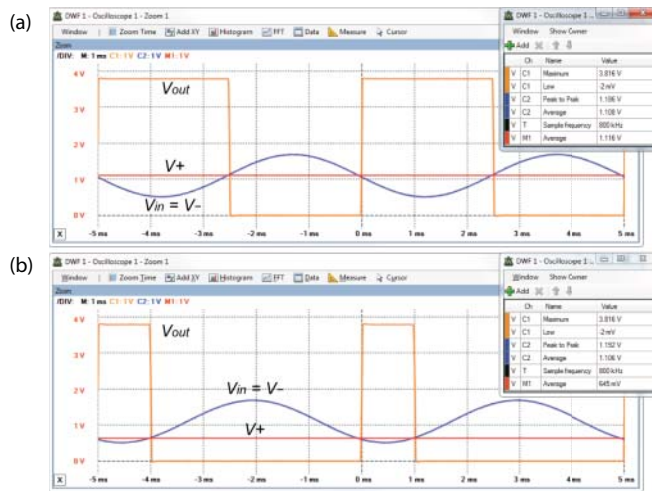 (a)
DWF 1 - Oscilloscope 1 - Zoom 1
Window Zoom Time Add XY Histogram FFT Data Measure Cursor
Zoom
/DIV: M: 1 ms C1: 1 V C2: 1 V M1: 1 V
4 V
3 V
2 V
1 V
0 V
Vout
V+
Vin = V−
X -5 ms -4 ms -3 ms -2 ms -1 ms 0 ms 1 ms 2 ms 3 ms 4 ms 5 ms
DWF 1 - Oscilloscope 1 -
Window Show Corner
Add
Ch Name Value
V C1 Maximum 3.816 V
V C1 Low -2 mV
V C2 Peak to Peak 1.186 V
V C2 Average 1.108 V
V T Sample frequency 800 kHz
V M1 Average 1.116 V
(b)
DWF 1 - Oscilloscope 1 - Zoom 1
Window Zoom Time Add XY Histogram FFT Data Measure Cursor
Zoom
/DIV: M: 1 ms C1: 1 V C2: 1 V M1: 1 V
4 V
3 V
2 V
1 V
0 V
Vout
Vin = V−
V+
X -5 ms -4 ms -3 ms -2 ms -1 ms 0 ms 1 ms 2 ms 3 ms 4 ms 5 ms
DWF 1 - Oscilloscope 1 -
Window Show Corner
Add
Ch Name Value
V C1 Maximum 3.816 V
V C1 Low -2 mV
V C2 Peak to Peak 1.192 V
V C2 Average 1.106 V
V T Sample frequency 800 kHz
V M1 Average 645 mV